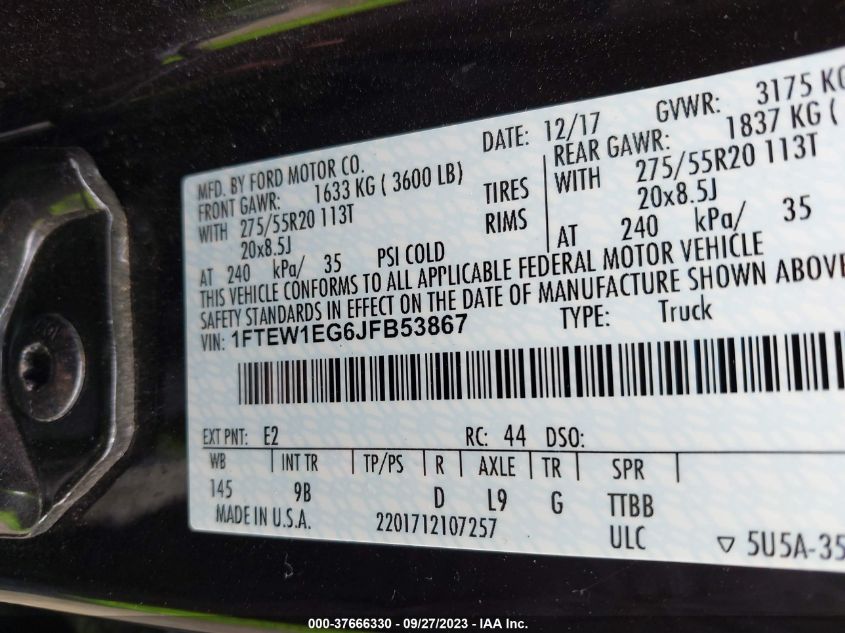 MFD. BY FORD MOTOR CO.
DATE: 12/17
GVWR: 3175 KG
FRONT GAWR: 1633 KG ( 3600 LB)
REAR GAWR: 1837 KG (
WITH 275/55R20 113T
TIRES
WITH 275/55R20 113T
20x8.5J
RIMS
20x8.5J
AT 240 kPa/ 35 PSI COLD
AT 240 kPa/ 35
THIS VEHICLE CONFORMS TO ALL APPLICABLE FEDERAL MOTOR VEHICLE
SAFETY STANDARDS IN EFFECT ON THE DATE OF MANUFACTURE SHOWN ABOVE
VIN: 1FTEW1EG6JFB53867
TYPE: Truck
EXT PNT: E2 RC: 44 DSO:
WB INT TR TP/PS R AXLE TR SPR
145 9B D L9 G TTBB
MADE IN U.S.A. 2201712107257 ULC
▽ 5U5A-35
000-37666330 — 09/27/2023 — IAA Inc.